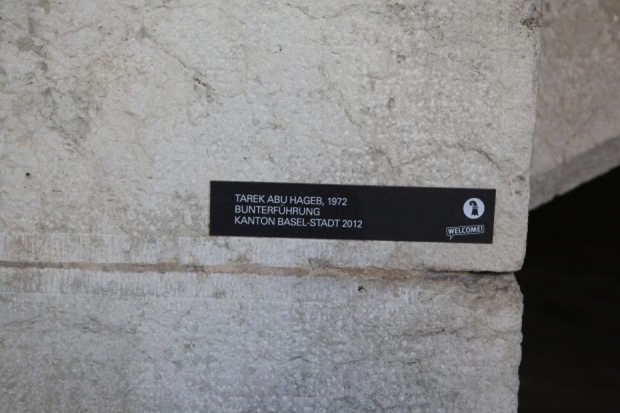 TAREK ABU HAGEB, 1972
BUNTERFÜHRUNG
KANTON BASEL-STADT 2012
WELCOME!